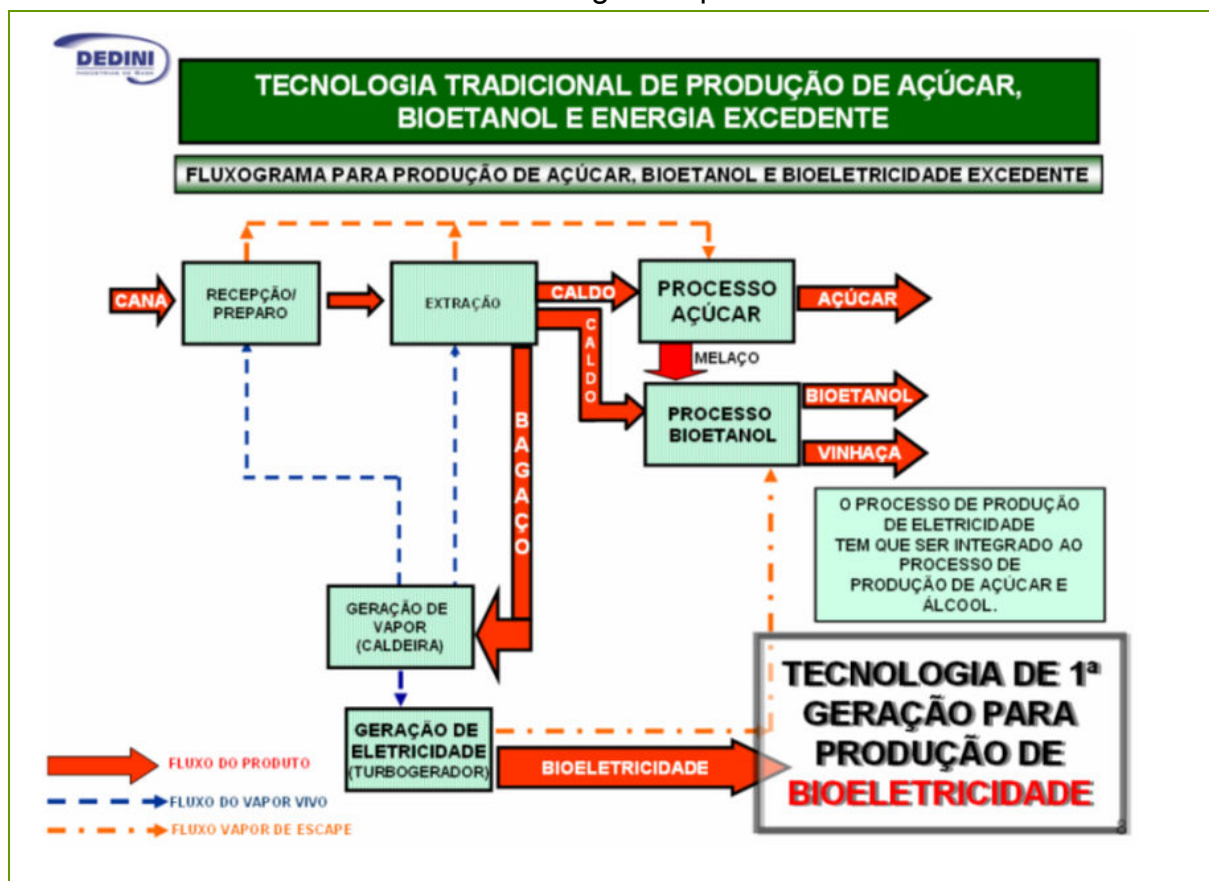 DEDINI
INDÚSTRIAS DE BASE
TECNOLOGIA TRADICIONAL DE PRODUÇÃO DE AÇÚCAR,
BIOETANOL E ENERGIA EXCEDENTE
FLUXOGRAMA PARA PRODUÇÃO DE AÇÚCAR, BIOETANOL E BIOELETRICIDADE EXCEDENTE
CANA
RECEPÇÃO/
PREPARO
EXTRAÇÃO
CALDO
PROCESSO
AÇÚCAR
AÇÚCAR
CALDO
MELAÇO
PROCESSO
BIOETANOL
BIOETANOL
VINHAÇA
BAGAÇO
O PROCESSO DE PRODUÇÃO
DE ELETRICIDADE
TEM QUE SER INTEGRADO AO
PROCESSO DE
PRODUÇÃO DE AÇÚCAR E
ÁLCOOL.
GERAÇÃO DE
VAPOR
(CALDEIRA)
GERAÇÃO DE
ELETRICIDADE
(TURBOGERADOR)
BIOELETRICIDADE
TECNOLOGIA DE 1ª
GERAÇÃO PARA
PRODUÇÃO DE
BIOELETRICIDADE
FLUXO DO PRODUTO
FLUXO DO VAPOR VIVO
FLUXO VAPOR DE ESCAPE